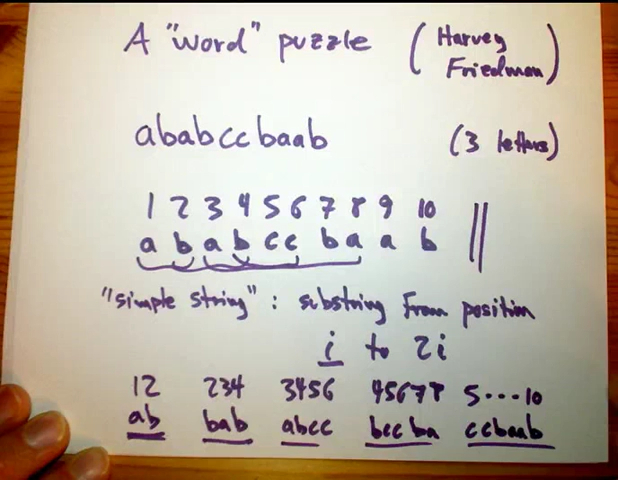 A "word" puzzle (Harvey Friedman)
ababccbaab (3 letters)
1 2 3 4 5 6 7 8 9 10
a b a b c c b a a b
"simple string": substring from position
i to 2i
12 234 3456 45678 5...10
ab bab abcc bccba ccbaab